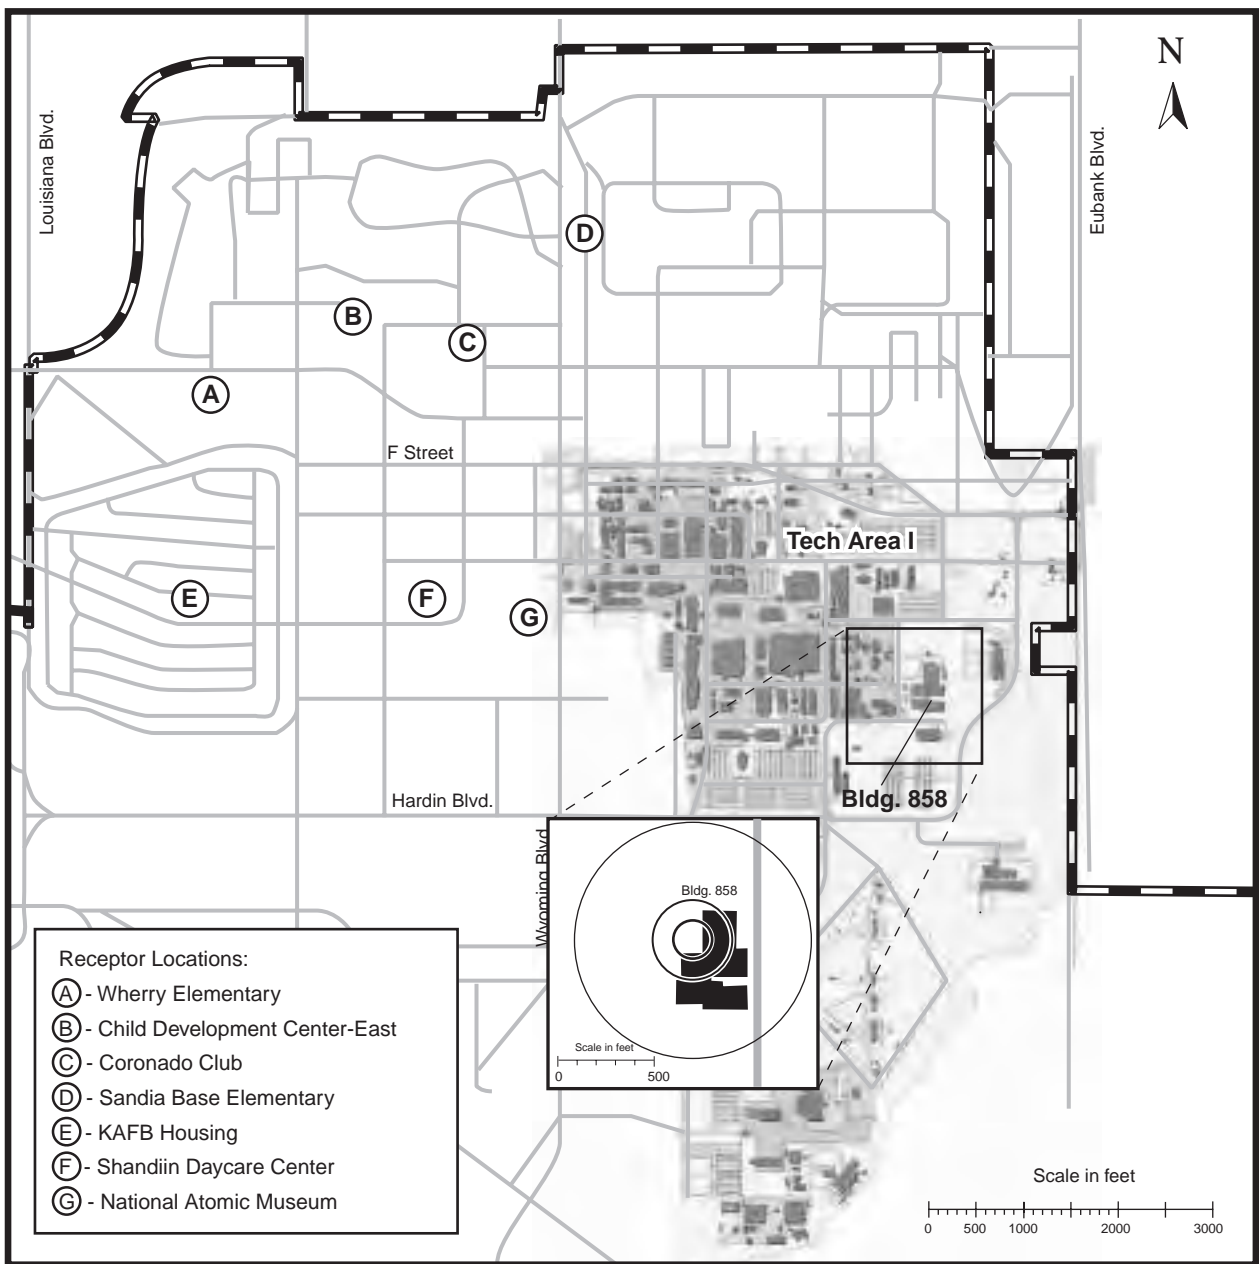 N
Louisiana Blvd.
Eubank Blvd.
D
B
C
A
F Street
Tech Area I
E
F
G
Bldg. 858
Hardin Blvd.
Wyoming Blvd.
Bldg. 858
Scale in feet
0 500
Receptor Locations:
A - Wherry Elementary
B - Child Development Center-East
C - Coronado Club
D - Sandia Base Elementary
E - KAFB Housing
F - Shandiin Daycare Center
G - National Atomic Museum
Scale in feet
0 500 1000 2000 3000